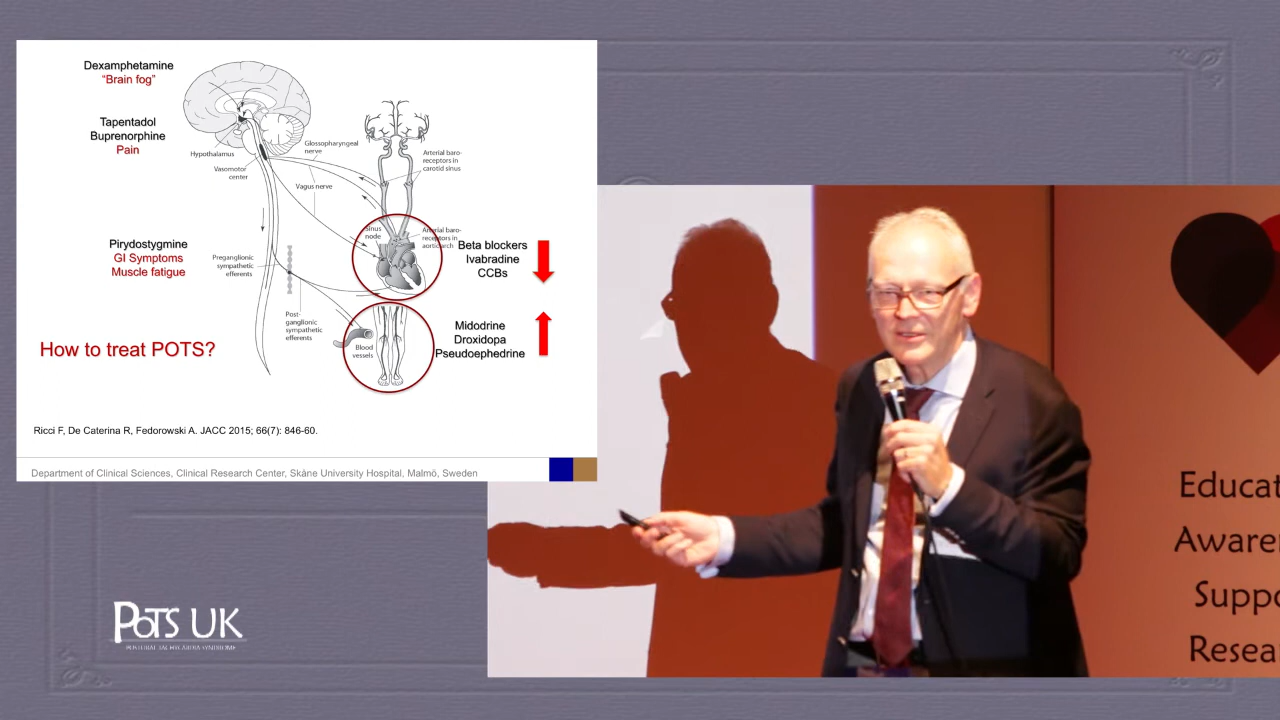 Dexamphetamine
“Brain fog”
Tapentadol
Buprenorphine
Pain
Hypothalamus
Vasomotor
center
Glossopharyngeal
nerve
Vagus nerve
Arterial baro-
receptors in
carotid sinus
Sinus
node
Arterial baro-
receptors in
aortic arch
Pirydostygmine
GI Symptoms
Muscle fatigue
Preganglionic
sympathetic
efferents
Post-
ganglionic
sympathetic
efferents
Blood
vessels
Beta blockers
Ivabradine
CCBs
Midodrine
Droxidopa
Pseudoephedrine
How to treat POTS?
Ricci F, De Caterina R, Fedorowski A. JACC 2015; 66(7): 846-60.
Department of Clinical Sciences, Clinical Research Center, Skåne University Hospital, Malmö, Sweden
Educat
Aware
Suppo
Resea
PoTS UK
POSTURAL TACHYCARDIA SYNDROME